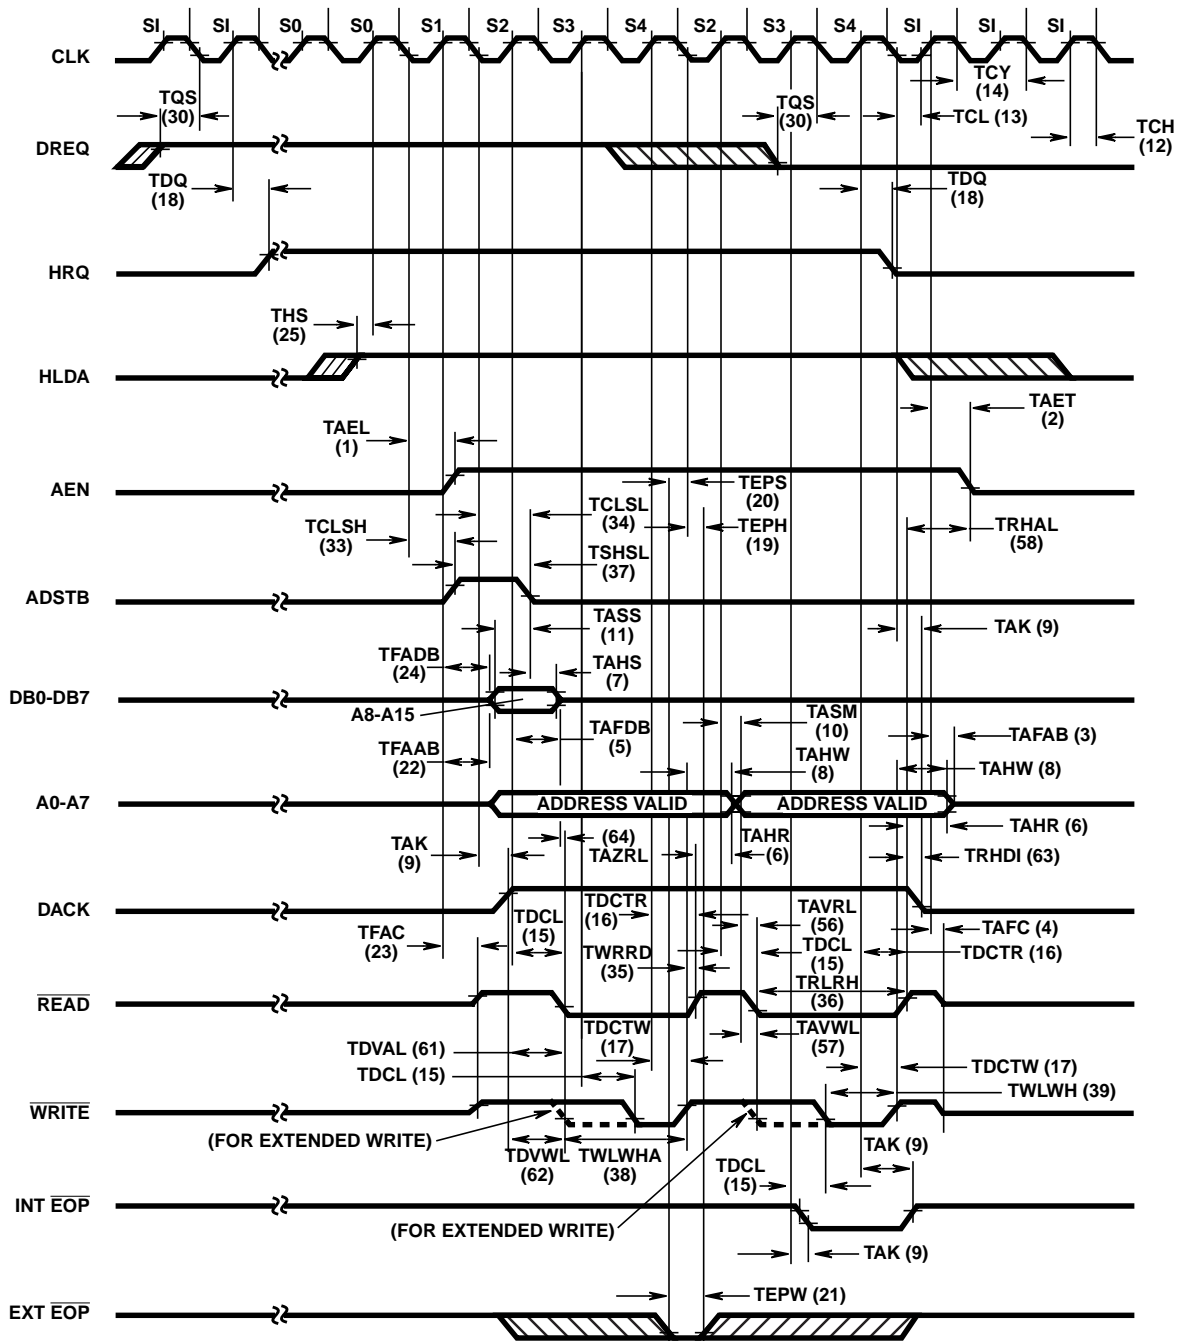 SI SI S0 S0 S1 S2 S3 S4 S2 S3 S4 SI SI SI
CLK
TCY
(14)
TQS
(30)
TQS
(30)
TCL (13)
TCH
(12)
DREQ
TDQ
(18)
TDQ
(18)
HRQ
THS
(25)
HLDA
TAET
(2)
TAEL
(1)
AEN
TEPS
(20)
TCLSL
(34)
TEPH
(19)
TCLSH
(33)
TRHAL
(58)
TSHSL
(37)
ADSTB
TASS
(11)
TAK (9)
TFADB
(24)
TAHS
(7)
DB0-DB7
A8-A15
TASM
(10)
TAFDB
(5)
TAFAB (3)
TFAAB
(22)
TAHW
(8)
TAHW (8)
A0-A7
ADDRESS VALID
ADDRESS VALID
TAHR (6)
(64)
TAZRL
TAK
(9)
TAHR
(6)
TRHDI (63)
DACK
TDCTR
(16)
TAVRL
(56)
TDCL
(15)
TAFC (4)
TFAC
(23)
TWRRD
(35)
TDCL
(15)
TDCTR (16)
TRLRH
(36)
READ
TDCTW
(17)
TAVWL
(57)
TDVAL (61)
TDCTW (17)
TDCL (15)
TWLWH (39)
WRITE
(FOR EXTENDED WRITE)
TDVWL
(62)
TWLWHA
(38)
TDCL
(15)
TAK (9)
INT EOP
(FOR EXTENDED WRITE)
TAK (9)
TEPW (21)
EXT EOP